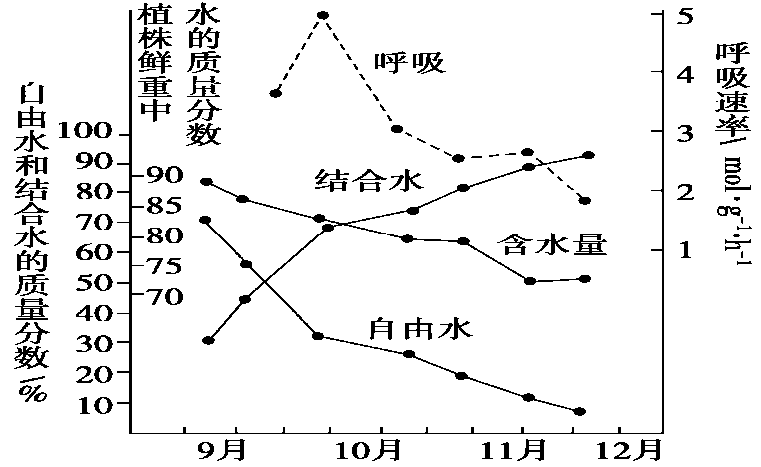 自由水和结合水的质量分数/%
植株鲜重中
水的质量分数
呼吸速率/mol·g⁻¹·h⁻¹
100
90
80
70
60
50
40
30
20
10
90
85
80
75
70
5
4
3
2
1
呼吸
结合水
含水量
自由水
9月
10月
11月
12月